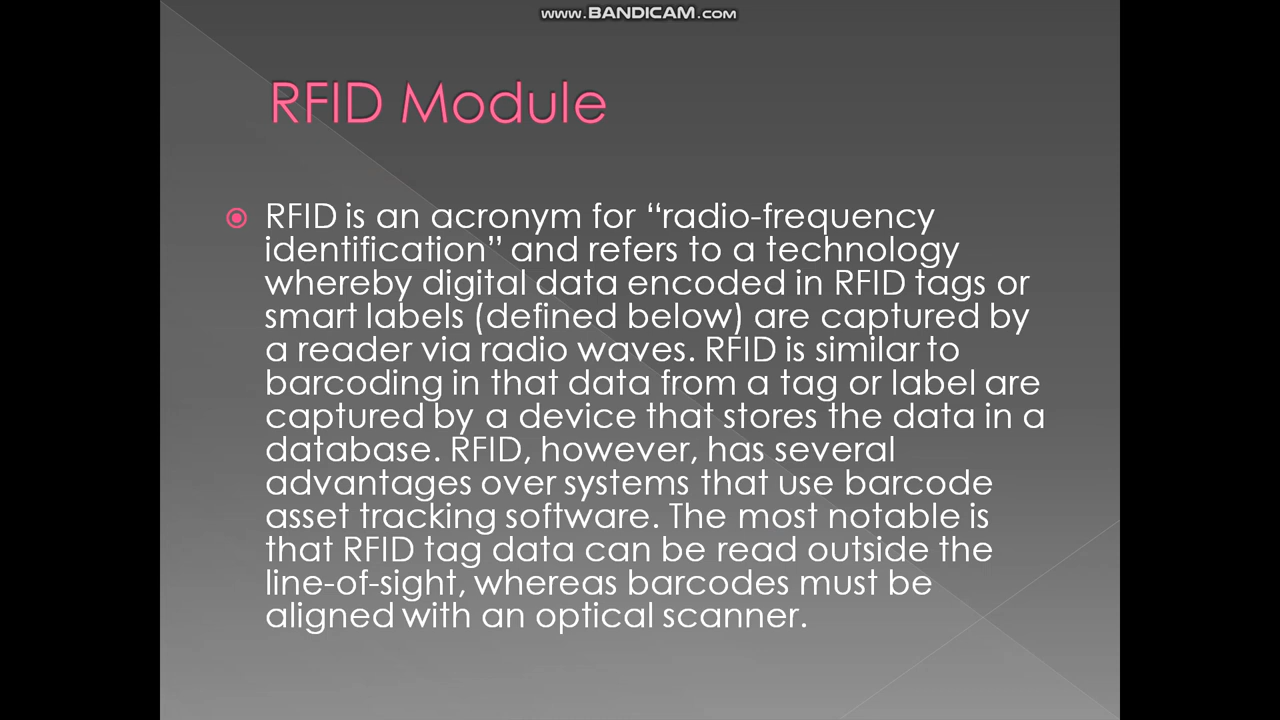 www.BANDICAM.com
RFID Module
RFID is an acronym for “radio-frequency
identification” and refers to a technology
whereby digital data encoded in RFID tags or
smart labels (defined below) are captured by
a reader via radio waves. RFID is similar to
barcoding in that data from a tag or label are
captured by a device that stores the data in a
database. RFID, however, has several
advantages over systems that use barcode
asset tracking software. The most notable is
that RFID tag data can be read outside the
line-of-sight, whereas barcodes must be
aligned with an optical scanner.